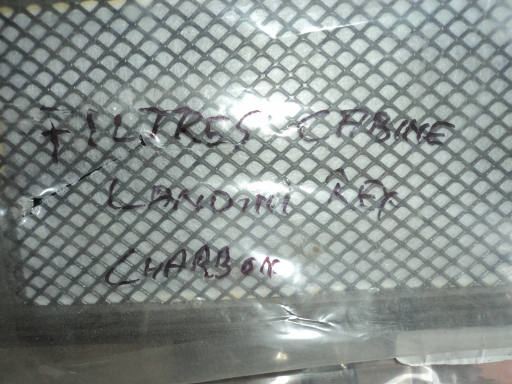 FILTRES CABINE
LANDINI REX
CHARBON